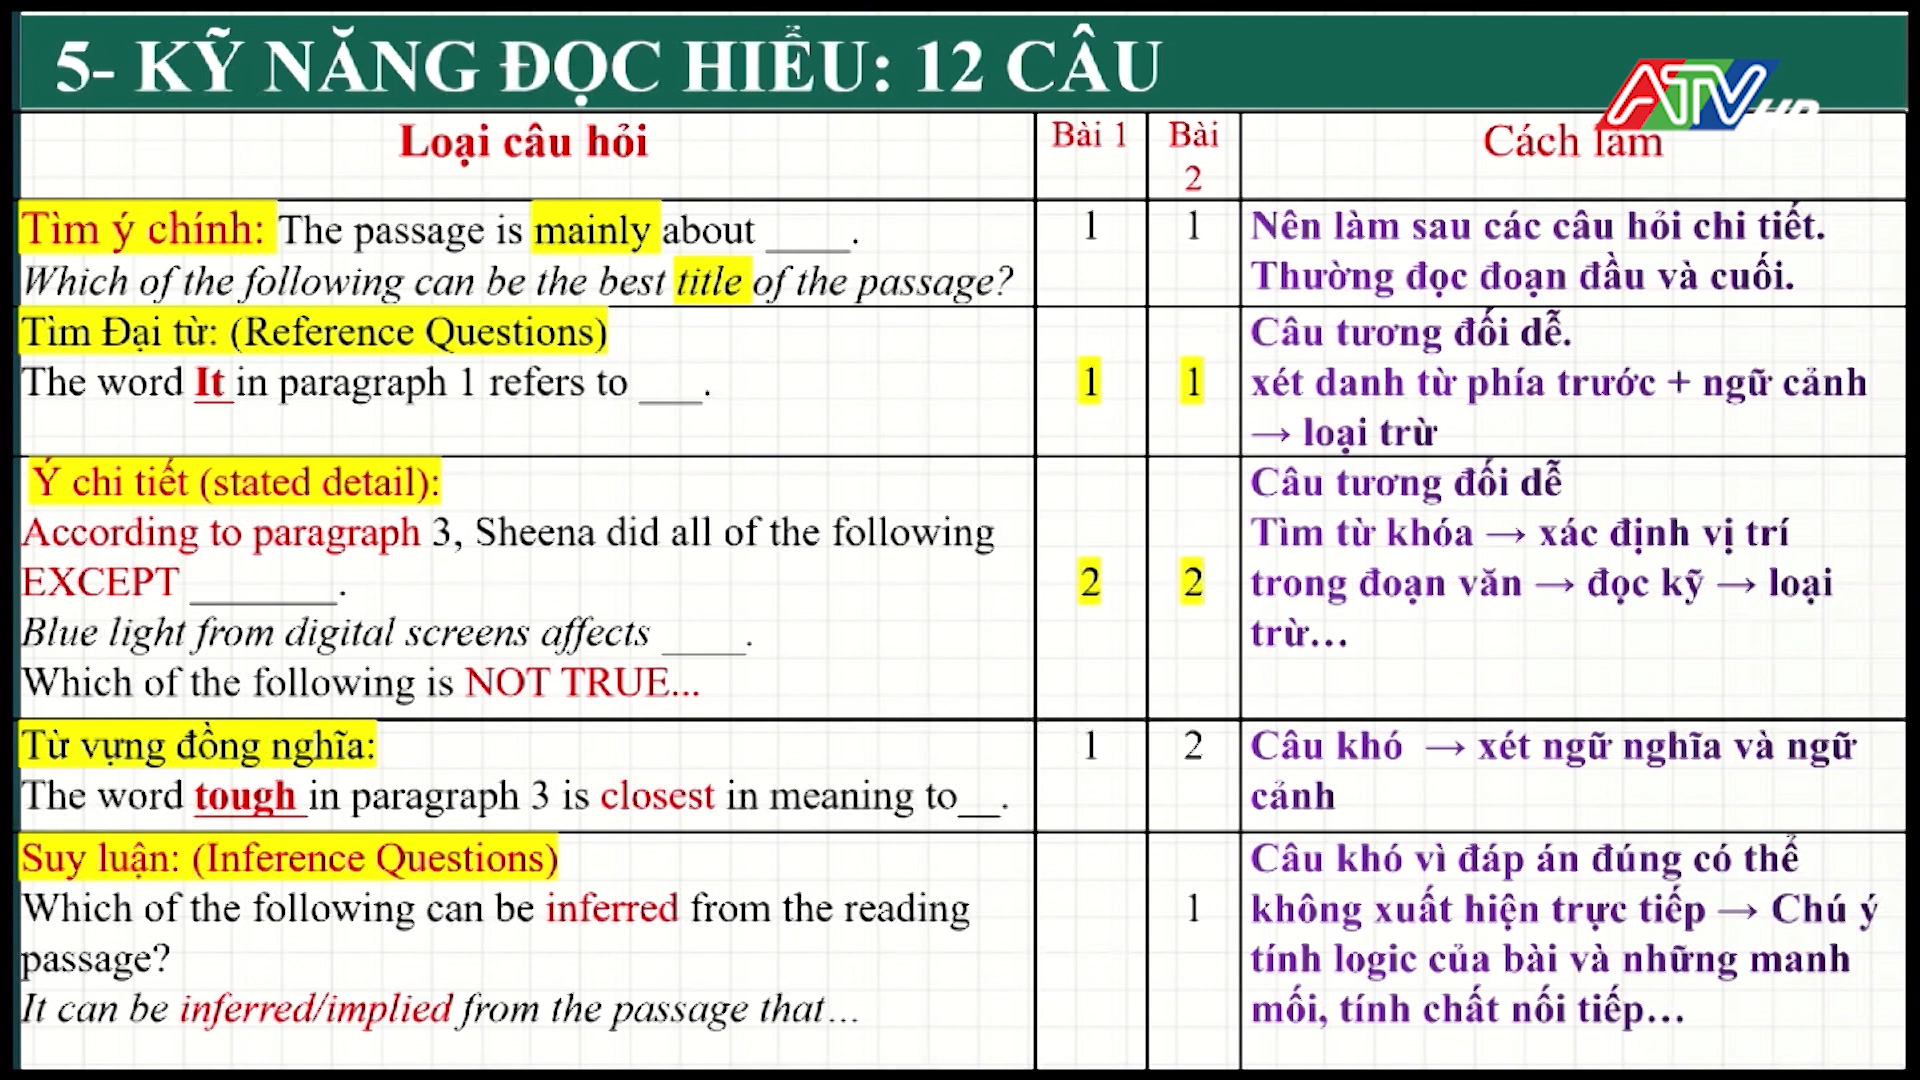 5- KỸ NĂNG ĐỌC HIỂU: 12 CÂU
ATV HD
Loại câu hỏi
Bài 1
Bài
2
Cách làm
Tìm ý chính: The passage is mainly about ____.
Which of the following can be the best title of the passage?
1
1
Nên làm sau các câu hỏi chi tiết.
Thường đọc đoạn đầu và cuối.
Tìm Đại từ: (Reference Questions)
The word It in paragraph 1 refers to ___.
1
1
Câu tương đối dễ.
xét danh từ phía trước + ngữ cảnh
→ loại trừ
Ý chi tiết (stated detail):
According to paragraph 3, Sheena did all of the following
EXCEPT _______.
Blue light from digital screens affects ____.
Which of the following is NOT TRUE...
2
2
Câu tương đối dễ
Tìm từ khóa → xác định vị trí
trong đoạn văn → đọc kỹ → loại
trừ...
Từ vựng đồng nghĩa:
The word tough in paragraph 3 is closest in meaning to__.
1
2
Câu khó → xét ngữ nghĩa và ngữ
cảnh
Suy luận: (Inference Questions)
Which of the following can be inferred from the reading
passage?
It can be inferred/implied from the passage that…
1
Câu khó vì đáp án đúng có thể
không xuất hiện trực tiếp → Chú ý
tính logic của bài và những manh
mối, tính chất nối tiếp...